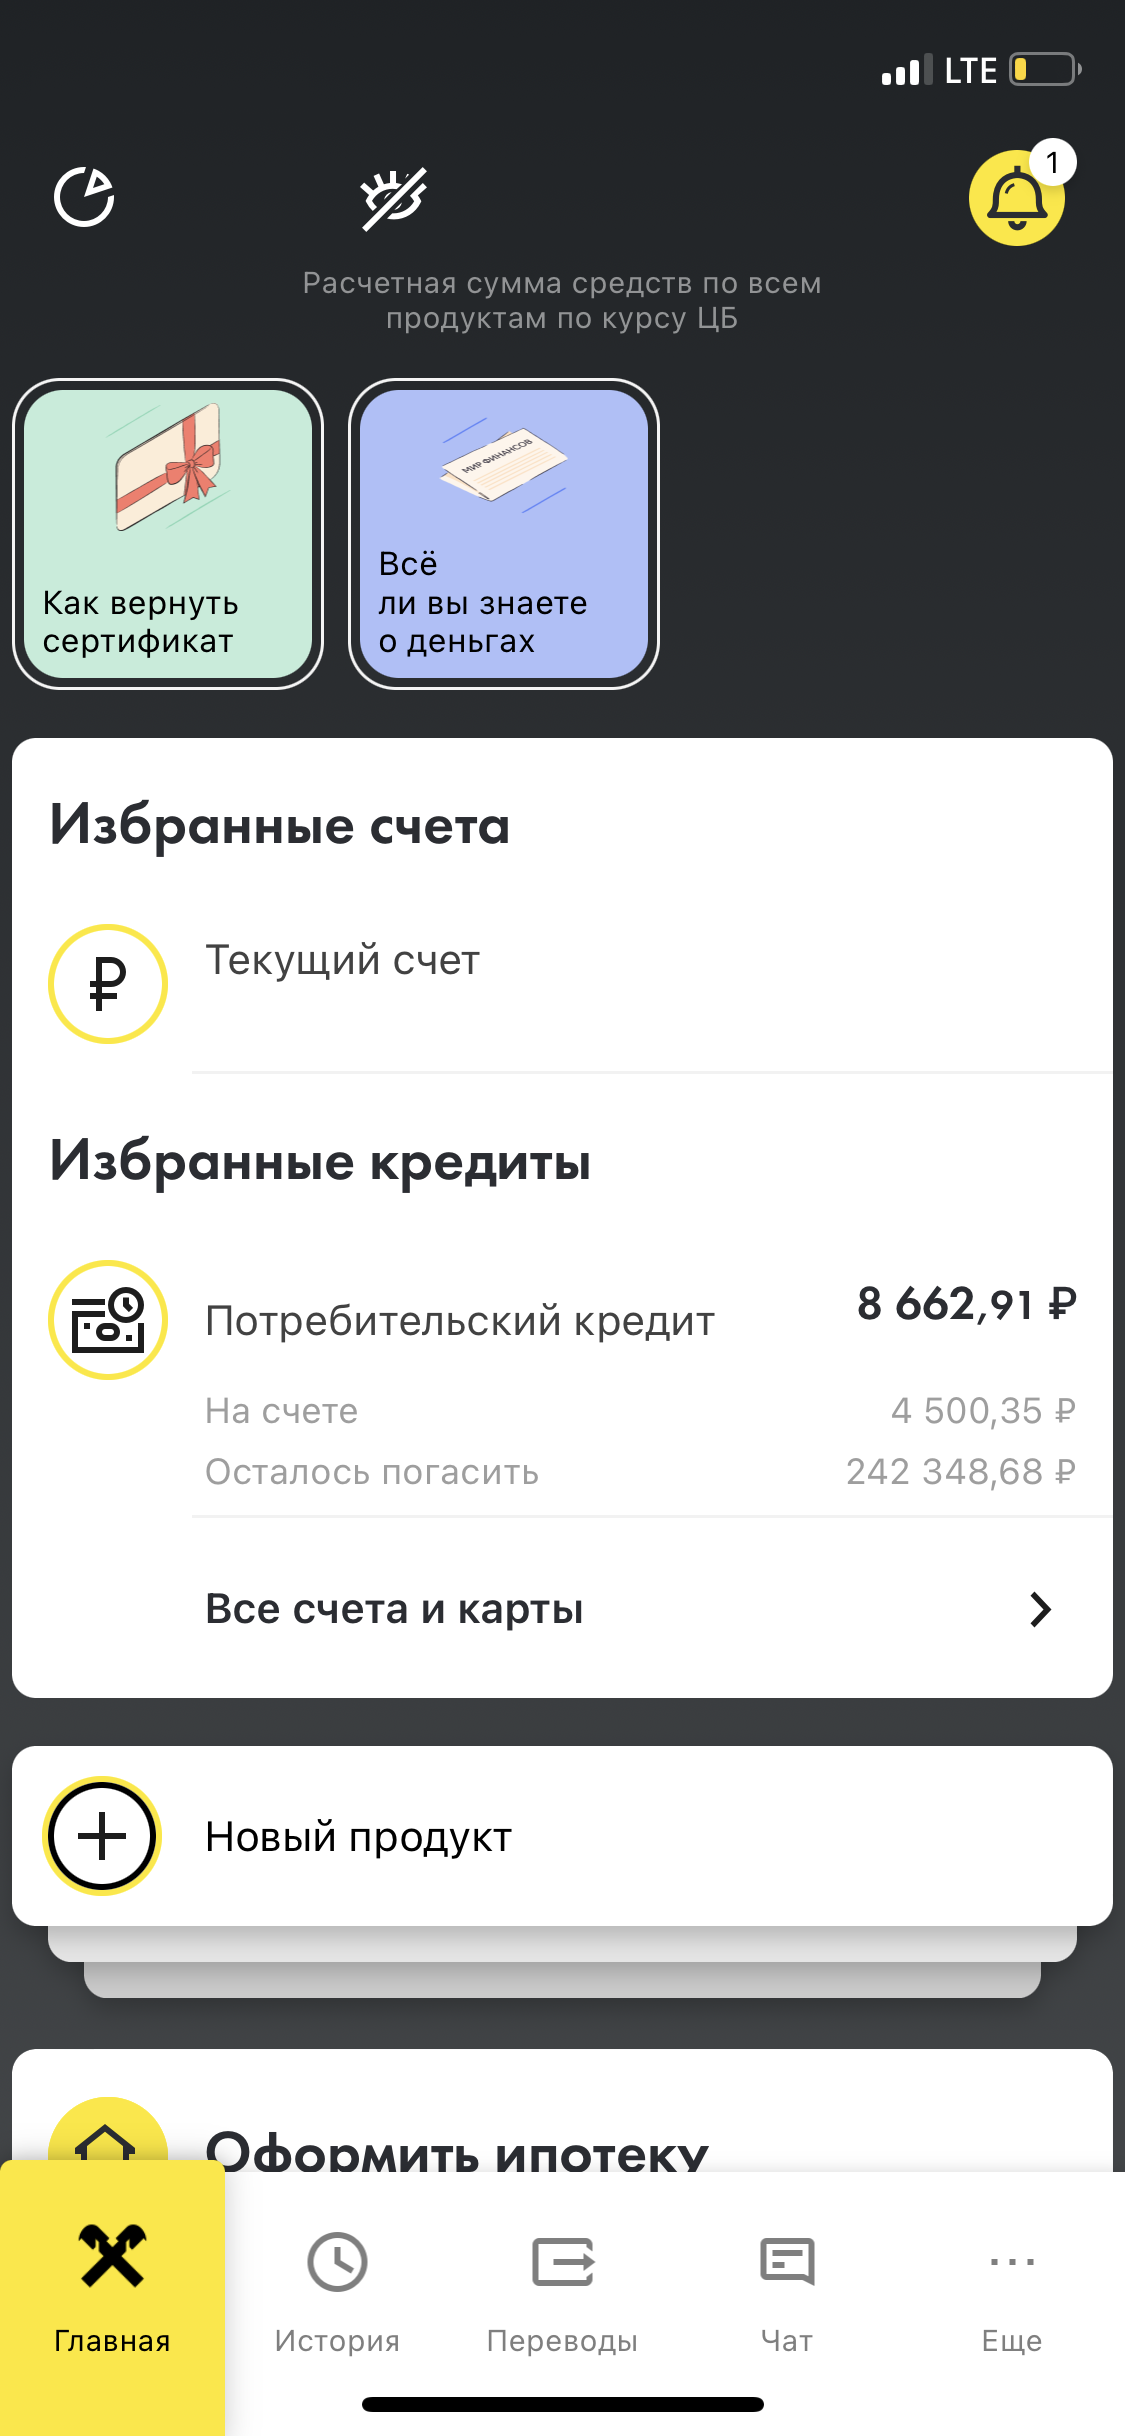 LTE
1
Расчетная сумма средств по всем
продуктам по курсу ЦБ
МИР ФИНАНСОВ
Как вернуть
сертификат
Всё
ли вы знаете
о деньгах
Избранные счета
Текущий счет
Избранные кредиты
Потребительский кредит 8 662,91 ₽
На счете 4 500,35 ₽
Осталось погасить 242 348,68 ₽
Все счета и карты
Новый продукт
Оформить ипотеку
Главная История Переводы Чат Еще